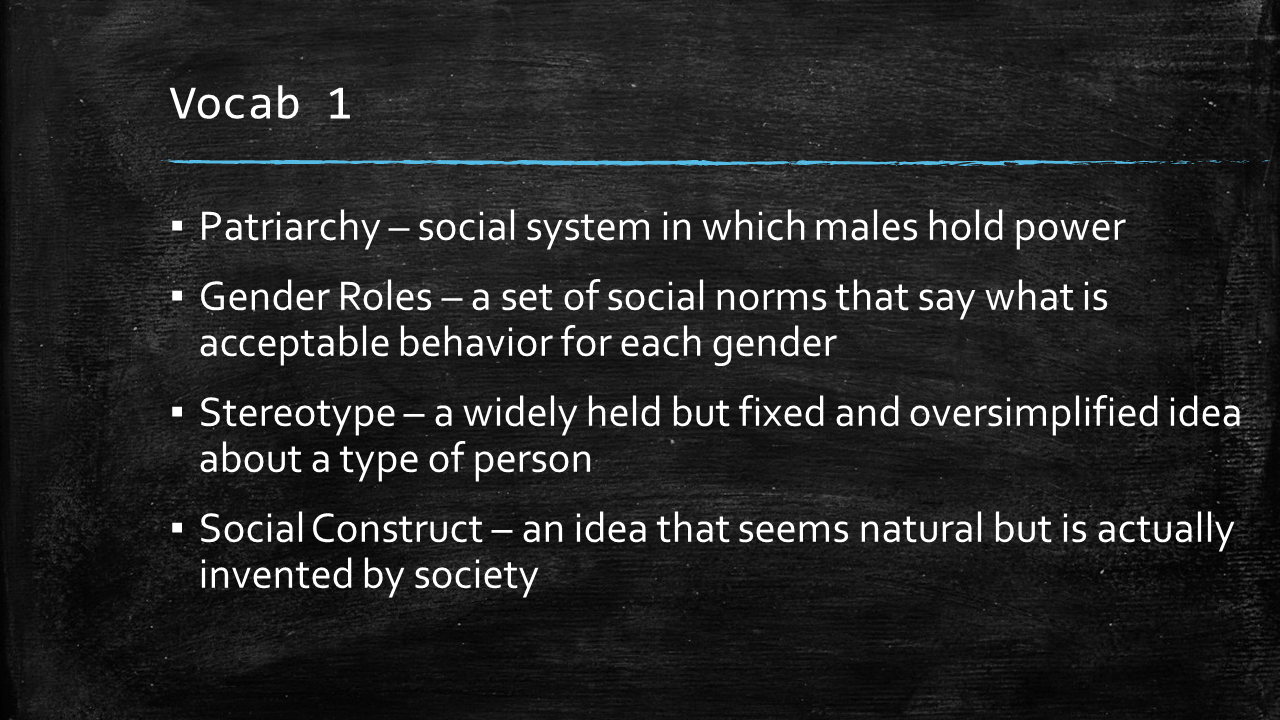 Vocab 1
▪ Patriarchy – social system in which males hold power
▪ Gender Roles – a set of social norms that say what is
acceptable behavior for each gender
▪ Stereotype – a widely held but fixed and oversimplified idea
about a type of person
▪ Social Construct – an idea that seems natural but is actually
invented by society